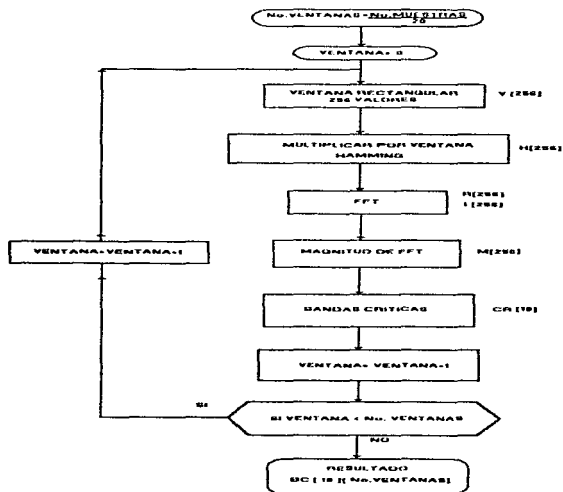 No.VENTANAS=No.MUESTRAS
VENTANA= 0
VENTANA RECTANGULAR
256 VALORES
V [256]
MULTIPLICAR POR VENTANA
HAMMING
H[256]
FFT
R[256]
I [256]
VENTANA=VENTANA+1
MAGNITUD DE FFT
M[256]
BANDAS CRITICAS
CR [18]
VENTANA= VENTANA+1
SI
SI VENTANA < No. VENTANAS
NO
RESULTADO
BC [ 18 ][ No.VENTANAS]